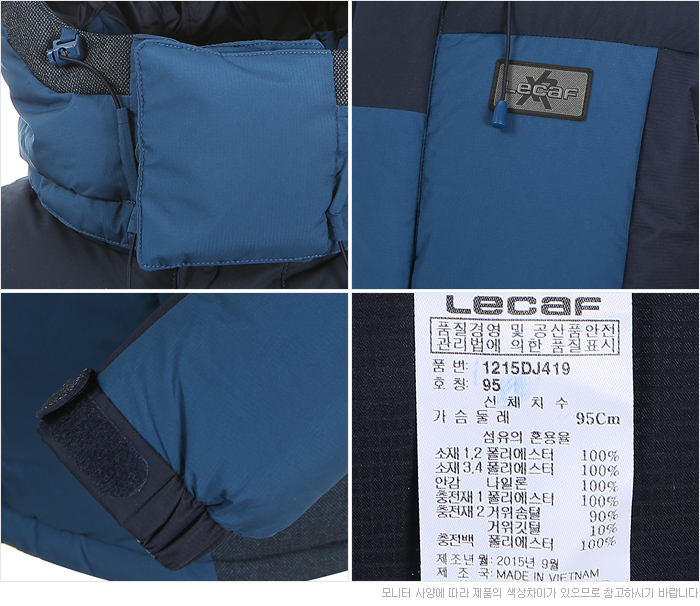 Lecaf
Lecaf
품질경영 및 공산품안전
관리법에 의한 품질표시
품 번: 1215DJ419
호 칭: 95
신 체 치 수
가 슴 둘 레 95Cm
섬유의 혼용율
소재 1,2 폴리에스터 100%
소재 3,4 폴리에스터 100%
안감 나일론 100%
충전재 1 폴리에스터 100%
충전재 2 거위솜털 90%
거위깃털 10%
충전백 폴리에스터 100%
제조년월: 2015년 9월
제 조 국: MADE IN VIETNAM
모니터 사양에 따라 제품의 색상차이가 있으므로 참고하시기 바랍니다